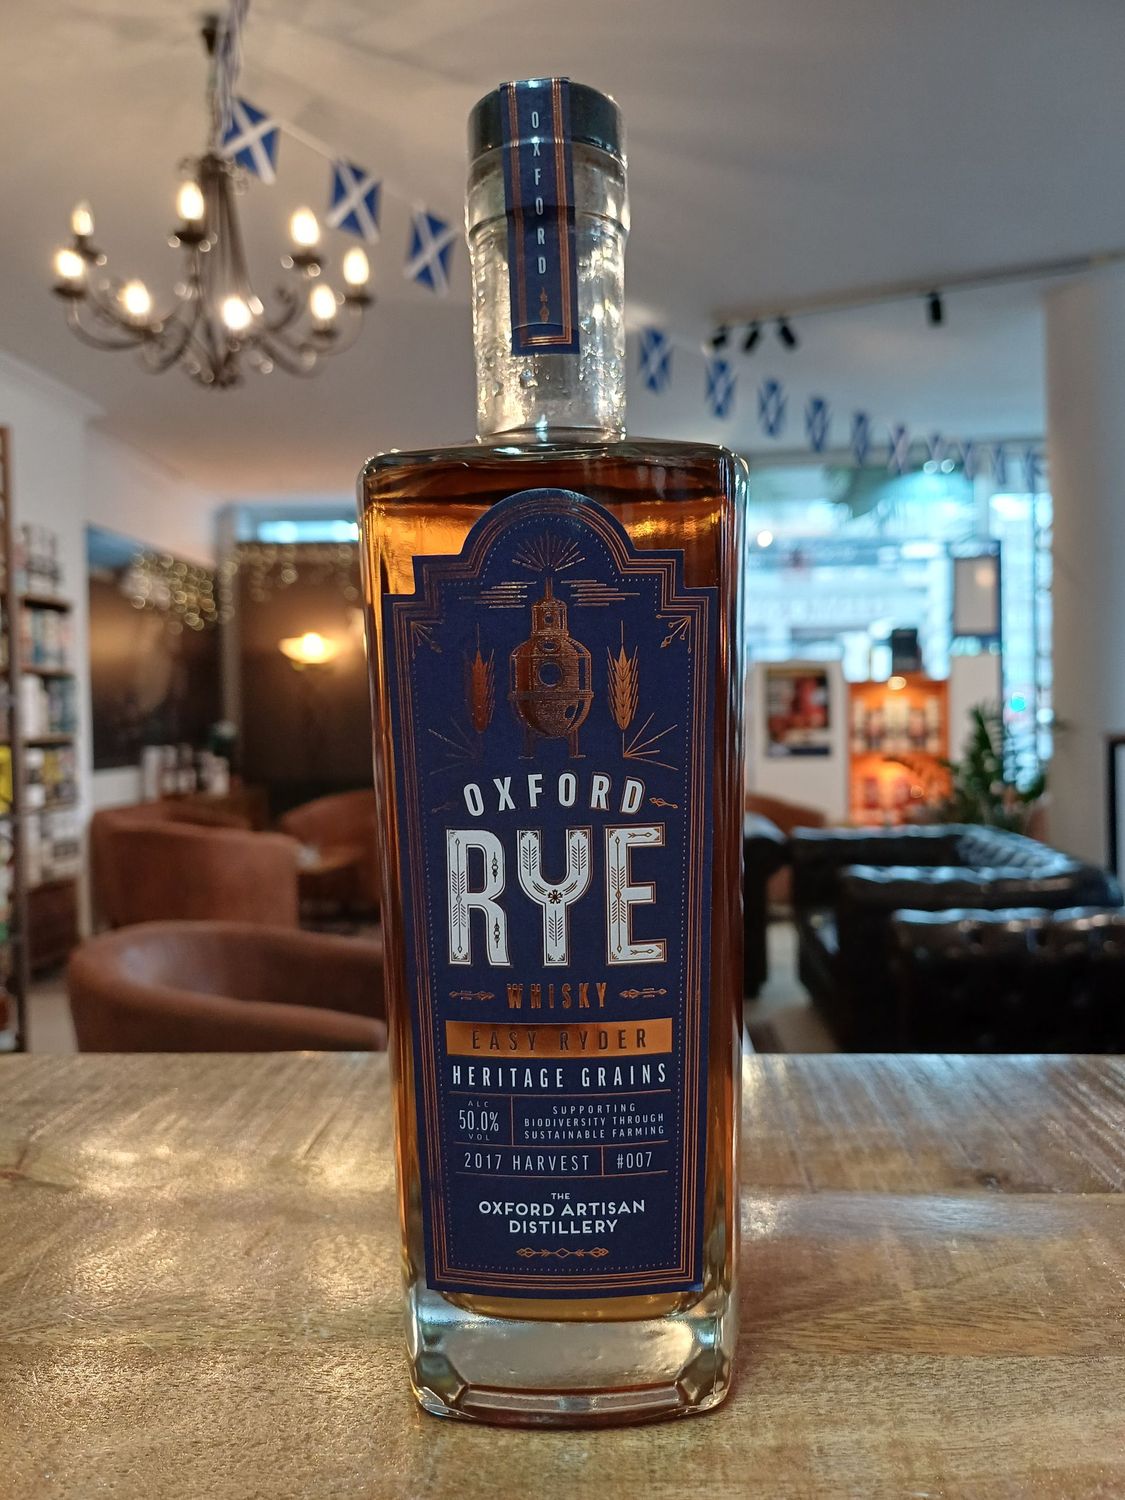 OXFORD
OXFORD
RYE
WHISKY
EASY RYDER
HERITAGE GRAINS
ALC
50.0%
VOL
SUPPORTING
BIODIVERSITY THROUGH
SUSTAINABLE FARMING
2017 HARVEST
#007
THE
OXFORD ARTISAN
DISTILLERY